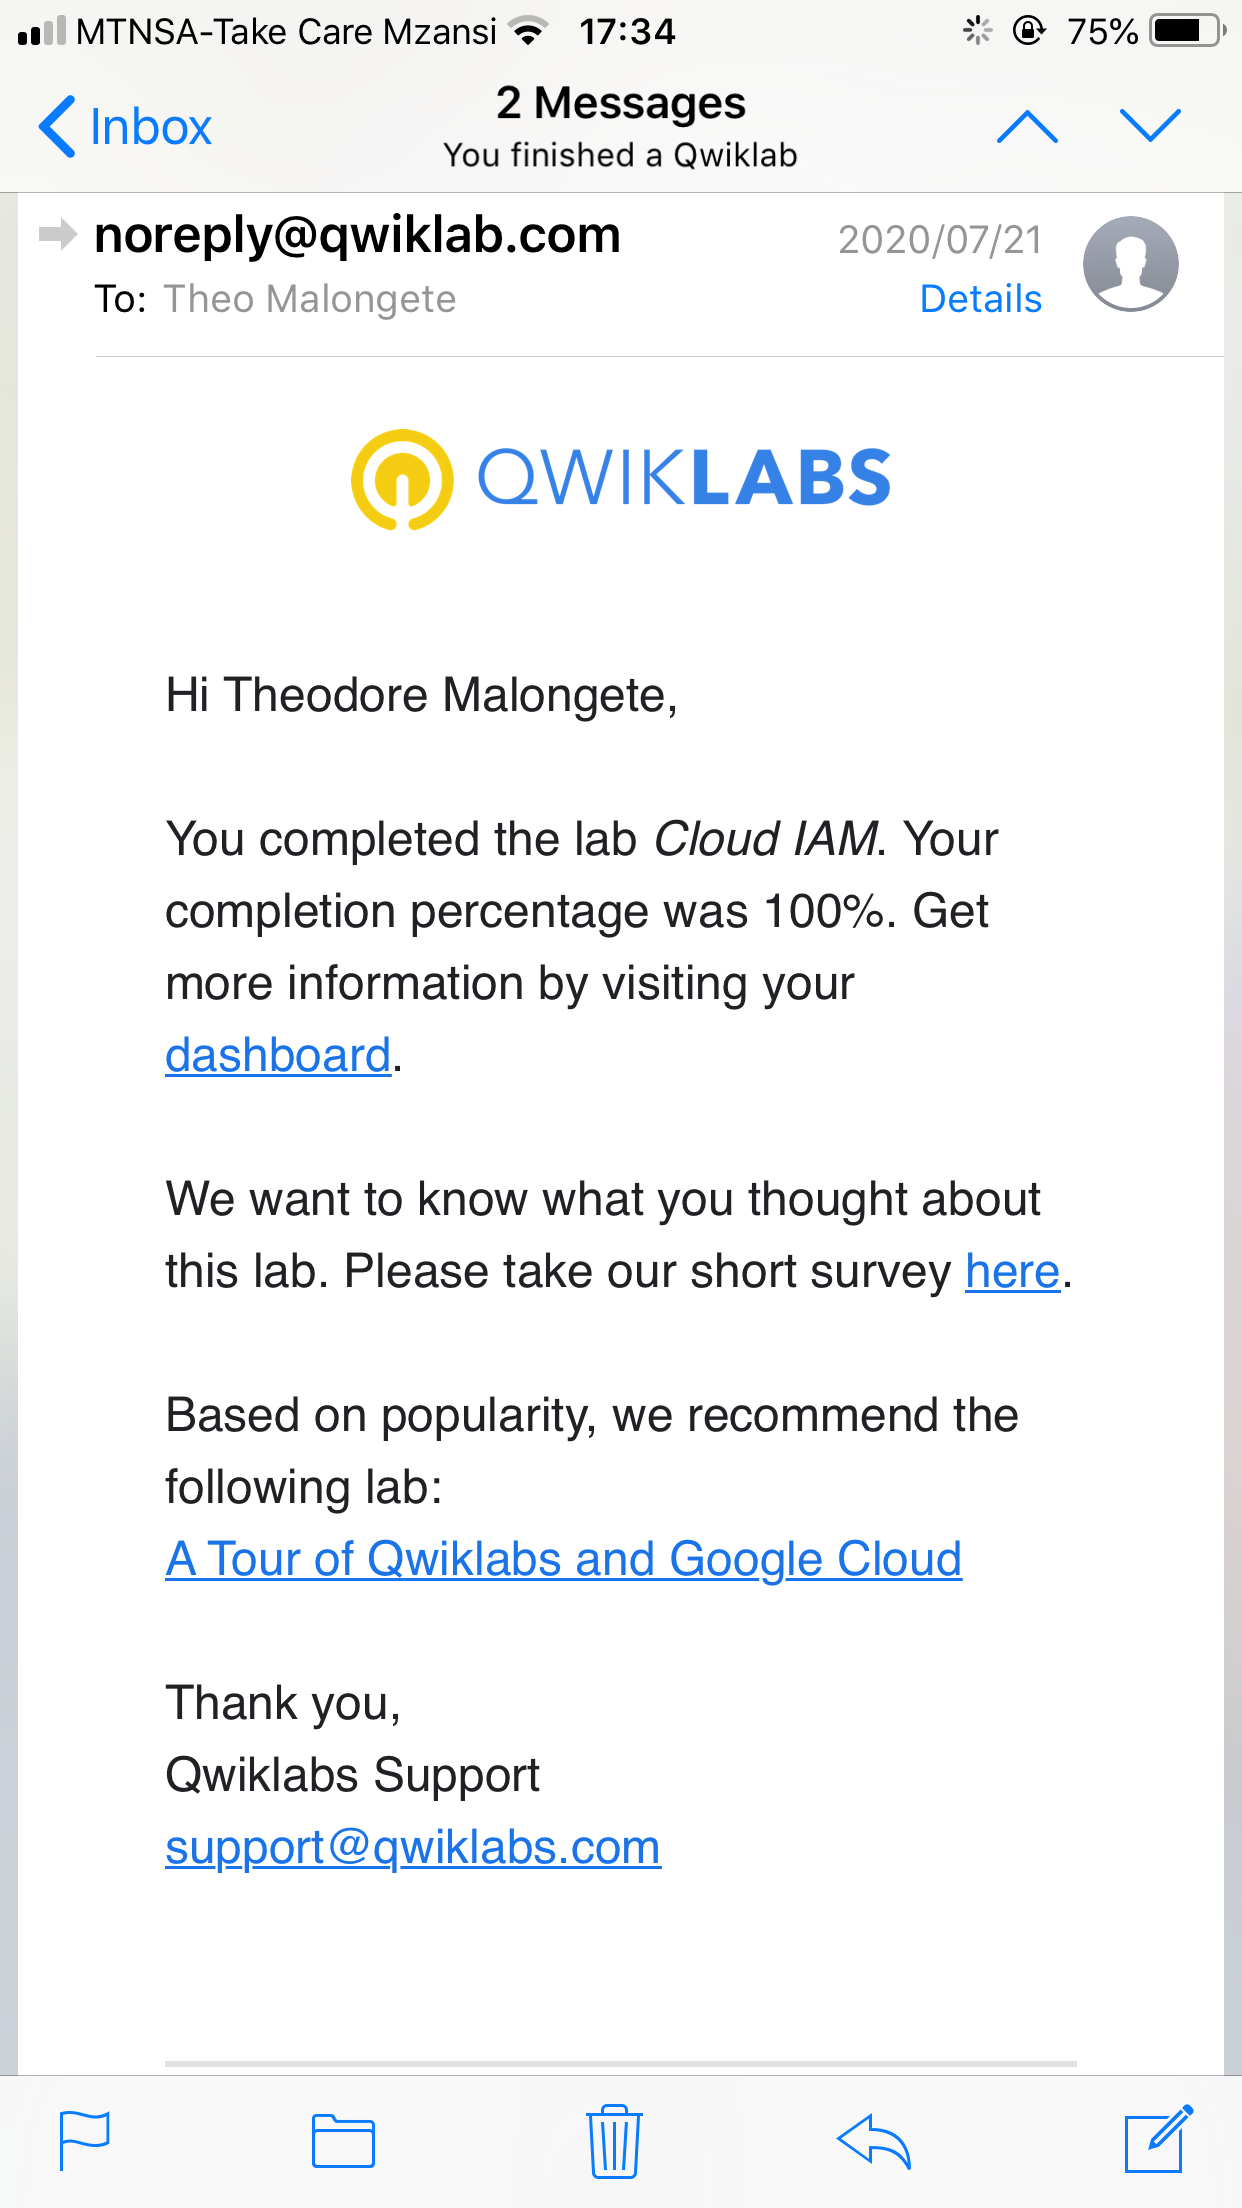 MTNSA-Take Care Mzansi 17:34 75%
Inbox
2 Messages
You finished a Qwiklab
noreply@qwiklab.com 2020/07/21
To: Theo Malongete Details
QWIKLABS
Hi Theodore Malongete,
You completed the lab Cloud IAM. Your
completion percentage was 100%. Get
more information by visiting your
dashboard.
We want to know what you thought about
this lab. Please take our short survey here.
Based on popularity, we recommend the
following lab:
A Tour of Qwiklabs and Google Cloud
Thank you,
Qwiklabs Support
support@qwiklabs.com